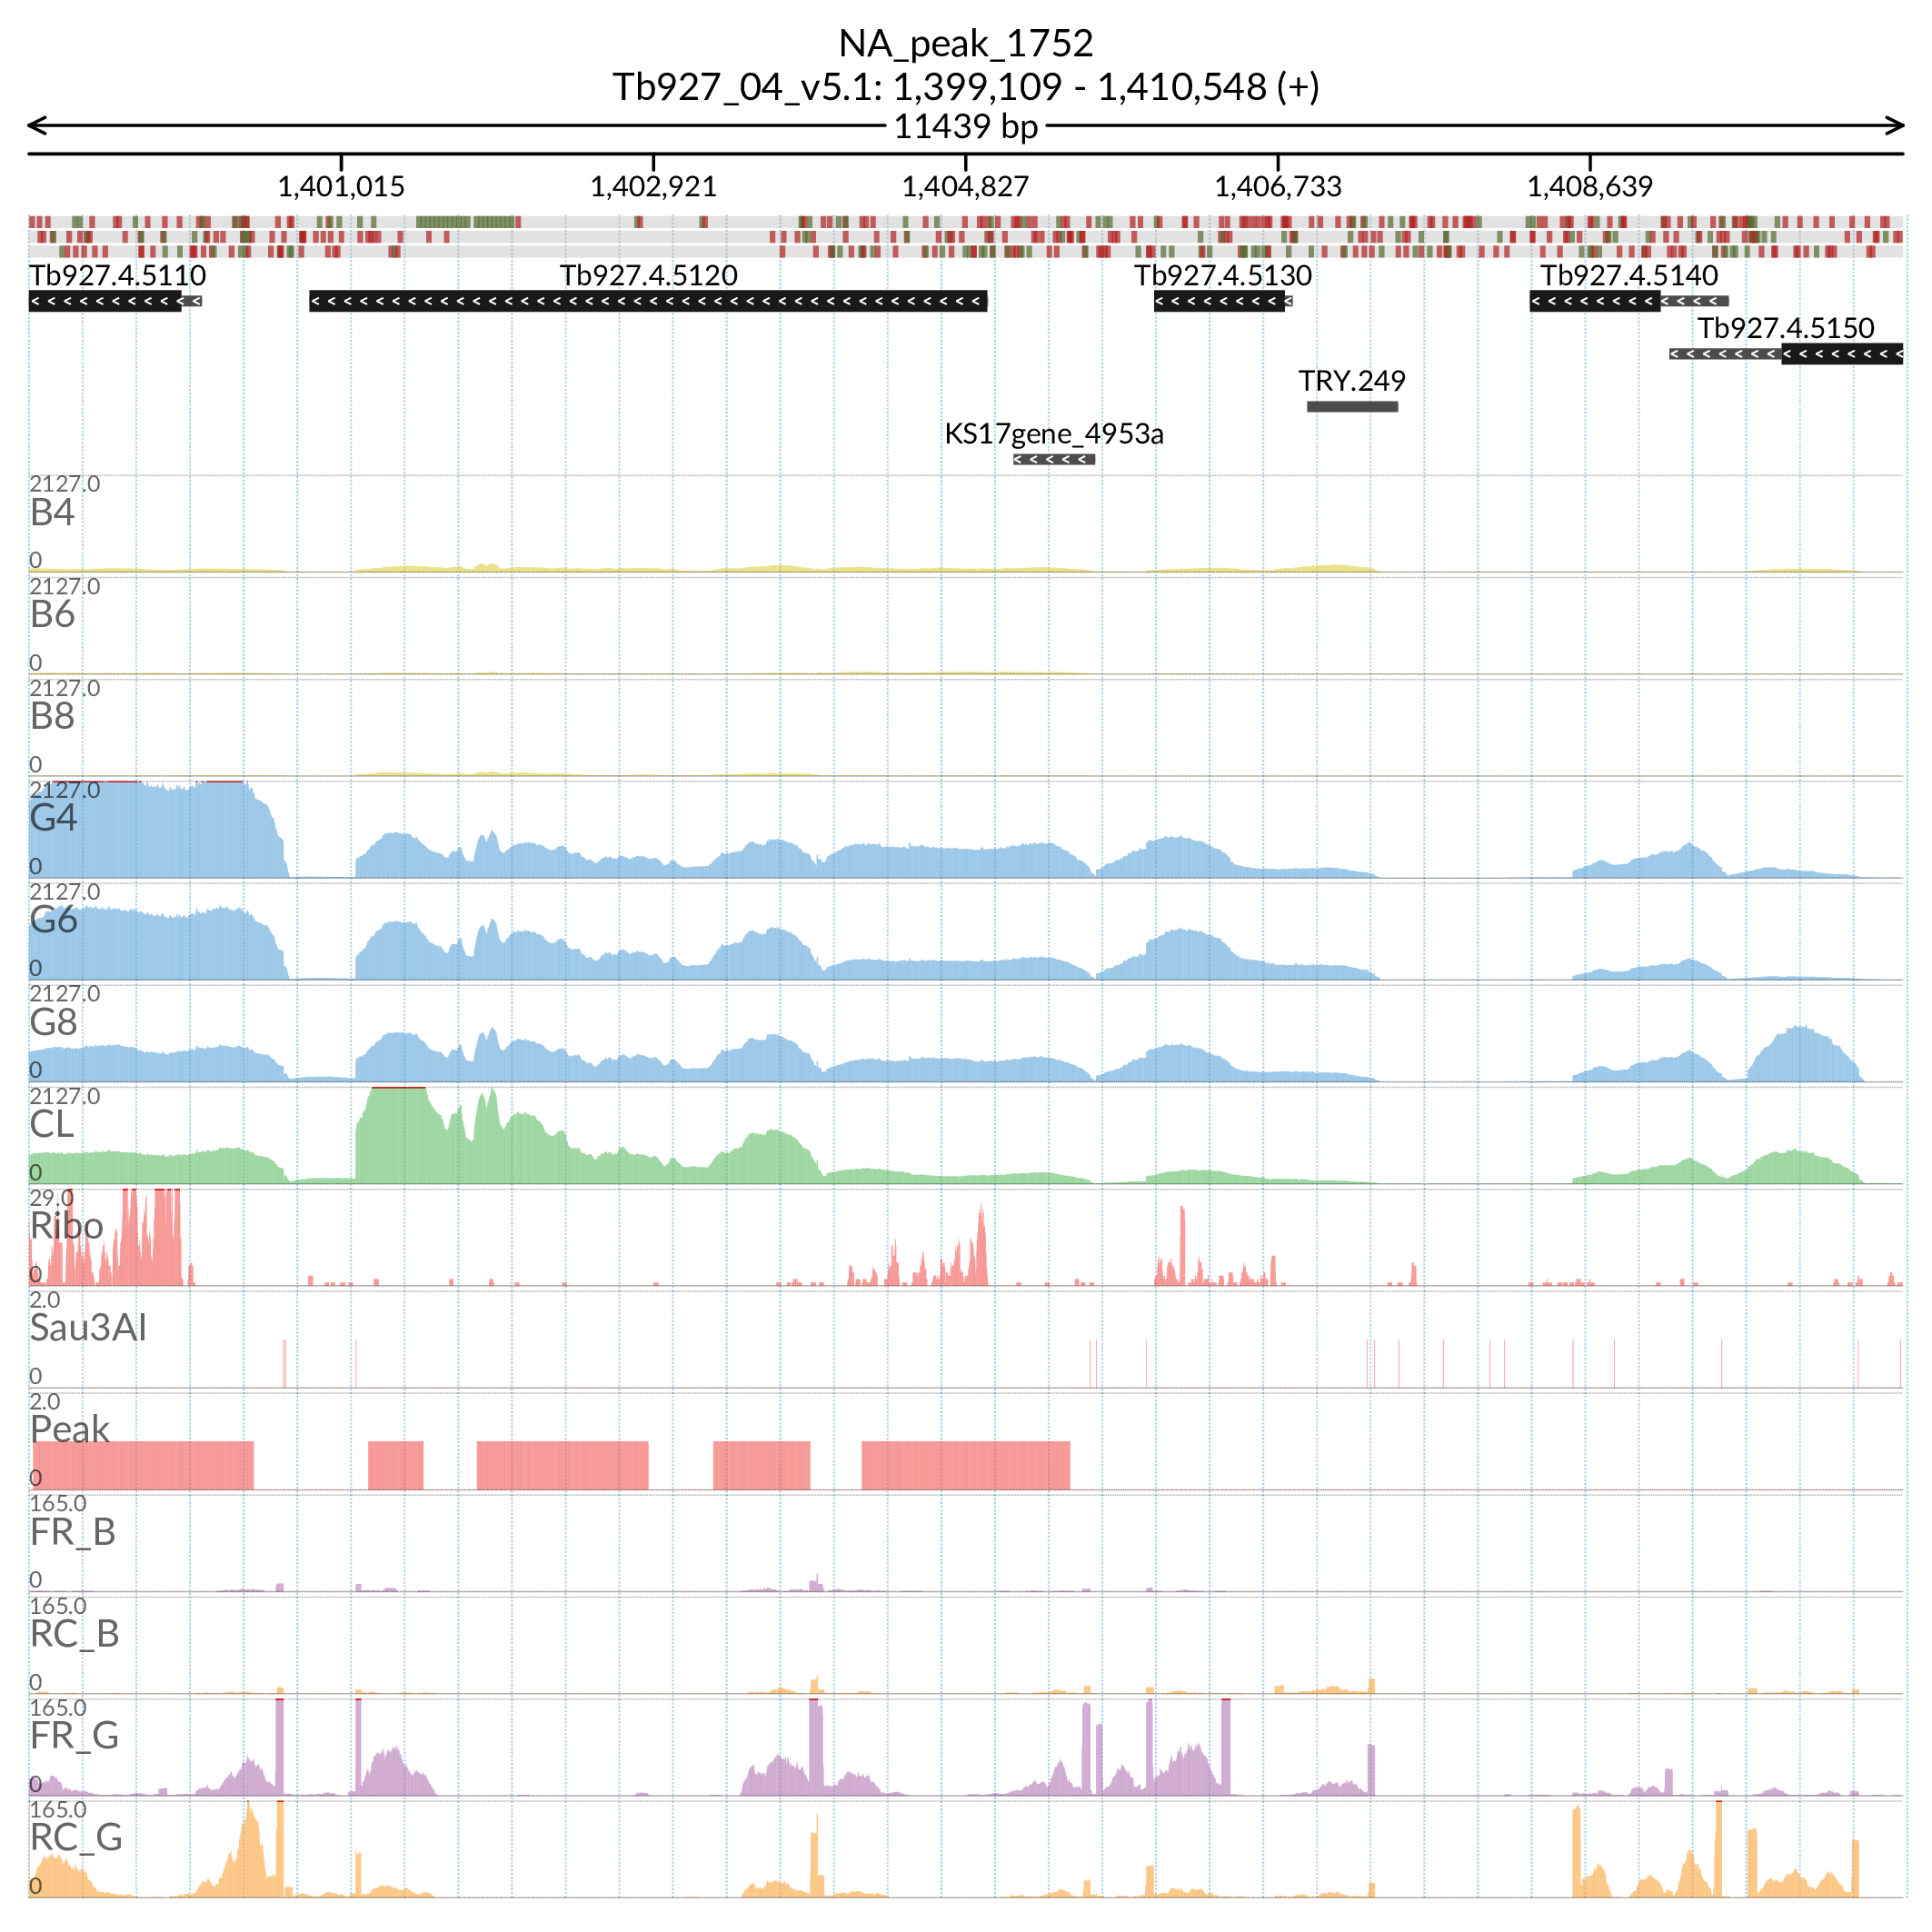 NA_peak_1752
Tb927_04_v5.1: 1,399,109 - 1,410,548 (+)
11439 bp
1,401,015 1,402,921 1,404,827 1,406,733 1,408,639
Tb927.4.5110 Tb927.4.5120 Tb927.4.5130 Tb927.4.5140
Tb927.4.5150
TRY.249
KS17gene_4953a
2127.0
B4
0
2127.0
B6
0
2127.0
B8
0
2127.0
G4
0
2127.0
G6
0
2127.0
G8
0
2127.0
CL
0
29.0
Ribo
0
2.0
Sau3AI
0
2.0
Peak
0
165.0
FR_B
0
165.0
RC_B
0
165.0
FR_G
0
165.0
RC_G
0